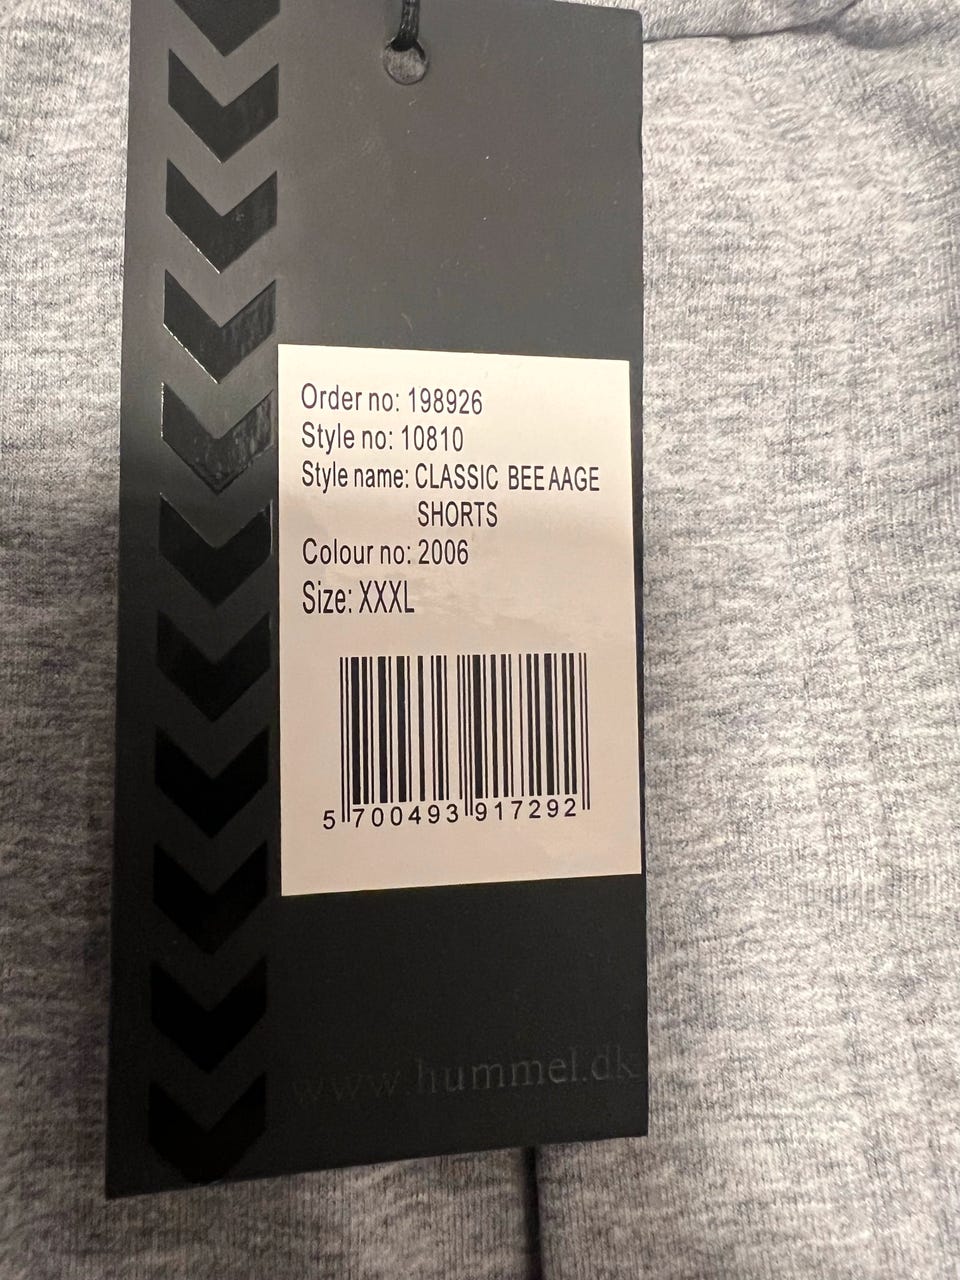 Order no: 198926
Style no: 10810
Style name: CLASSIC BEE AAGE
SHORTS
Colour no: 2006
Size: XXXL
5 700493 917292
www.hummel.dk